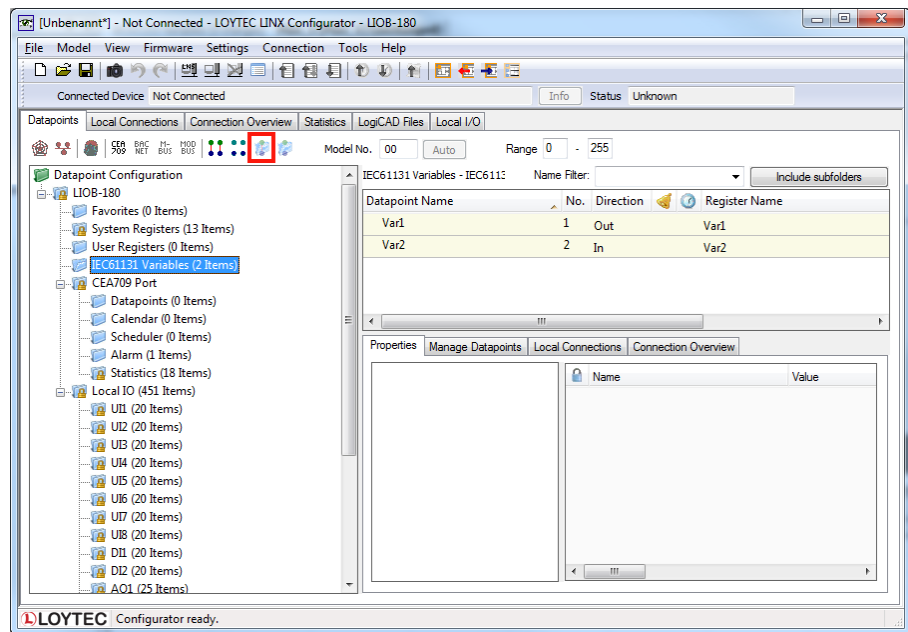 [Unbenannt*] - Not Connected - LOYTEC LINX Configurator - LIOB-180
File Model View Firmware Settings Connection Tools Help
Connected Device Not Connected Info Status Unknown
Datapoints Local Connections Connection Overview Statistics LogiCAD Files Local I/O
CEA 709 BAC NET M- BUS MOD BUS Model No. 00 Auto Range 0 - 255
Datapoint Configuration
LIOB-180
Favorites (0 Items)
System Registers (13 Items)
User Registers (0 Items)
IEC61131 Variables (2 Items)
CEA709 Port
Datapoints (0 Items)
Calendar (0 Items)
Scheduler (0 Items)
Alarm (1 Items)
Statistics (18 Items)
Local IO (451 Items)
UI1 (20 Items)
UI2 (20 Items)
UI3 (20 Items)
UI4 (20 Items)
UI5 (20 Items)
UI6 (20 Items)
UI7 (20 Items)
UI8 (20 Items)
DI1 (20 Items)
DI2 (20 Items)
AO1 (25 Items)
IEC61131 Variables - IEC6113 Name Filter: Include subfolders
Datapoint Name No. Direction Register Name
Var1 1 Out Var1
Var2 2 In Var2
Properties Manage Datapoints Local Connections Connection Overview
Name Value
LOYTEC Configurator ready.